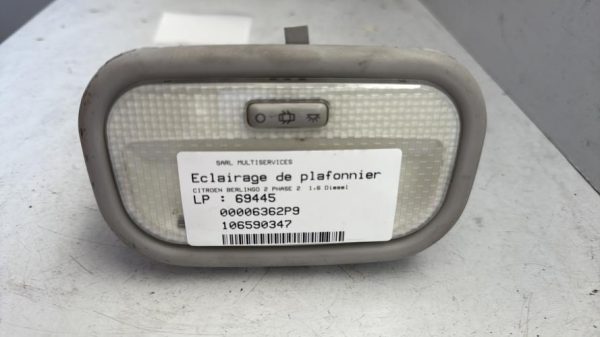 SARL MULTISERVICES
Eclairage de plafonnier
CITROEN BERLINGO 2 PHASE 2 1.6 Diesel
LP : 69445
00006362P9
106590347